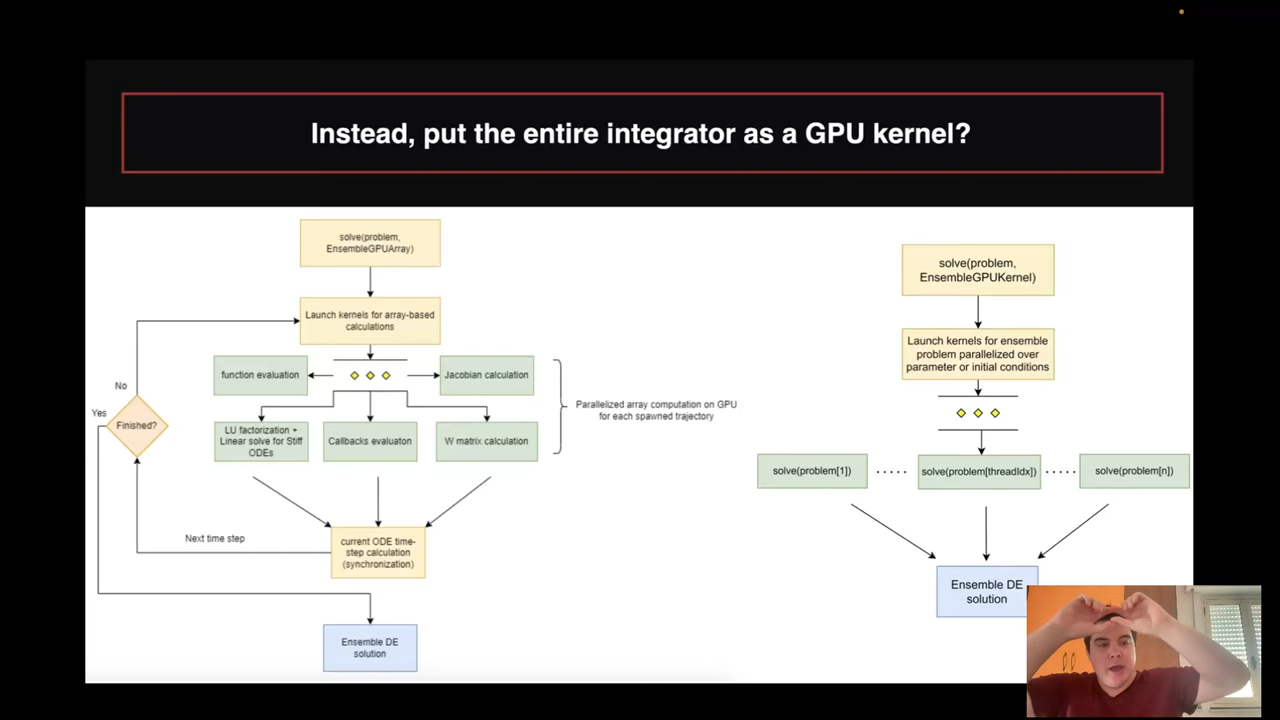 Instead, put the entire integrator as a GPU kernel?
solve(problem,
EnsembleGPUArray)
Launch kernels for array-based
calculations
function evaluation
Jacobian calculation
No
Yes
Finished?
LU factorization +
Linear solve for Stiff
ODEs
Callbacks evaluaton
W matrix calculation
Parallelized array computation on GPU
for each spawned trajectory
Next time step
current ODE time-
step calculation
(synchronization)
Ensemble DE
solution
solve(problem,
EnsembleGPUKernel)
Launch kernels for ensemble
problem parallelized over
parameter or initial conditions
solve(problem[1])
solve(problem[threadIdx])
solve(problem[n])
Ensemble DE
solution